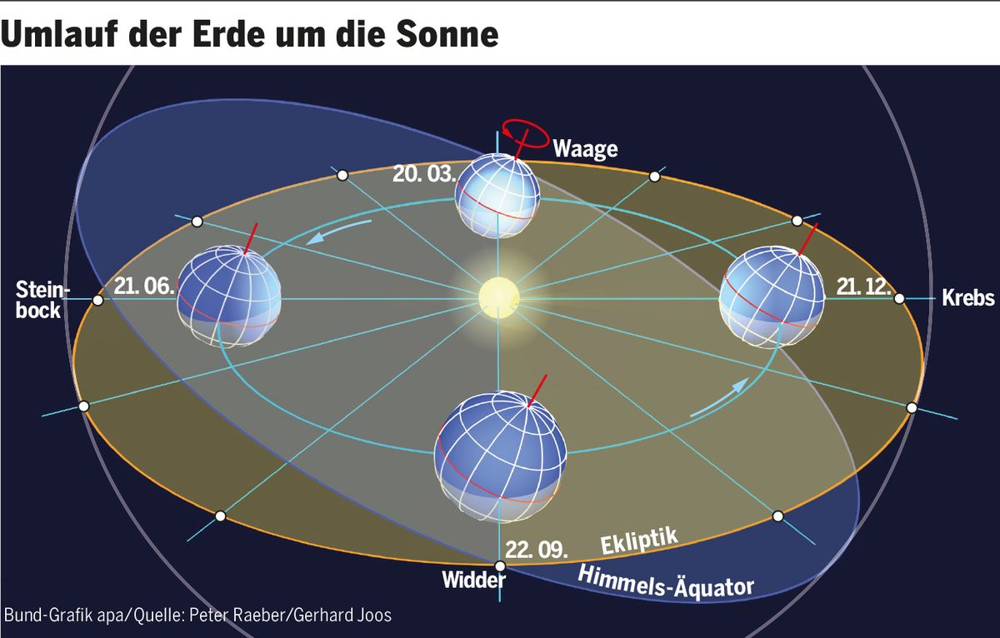 Umlauf der Erde um die Sonne
Waage
20. 03.
21. 06.
Stein-
bock
21. 12.
Krebs
22. 09.
Ekliptik
Widder
Himmels-Äquator
Bund-Grafik apa/Quelle: Peter Raeber/Gerhard Joos